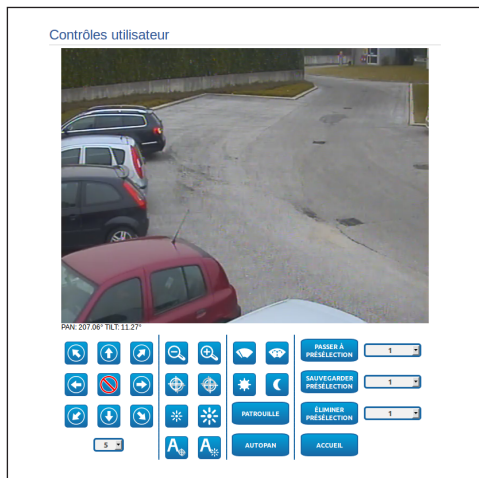 Contrôles utilisateur
PAN: 207.06° TILT: 11.27°
PASSER À
PRÉSÉLECTION
1
SAUVEGARDER
PRÉSÉLECTION
1
PATROUILLE
ÉLIMINER
PRÉSÉLECTION
1
5
A
A
AUTOPAN
ACCUEIL